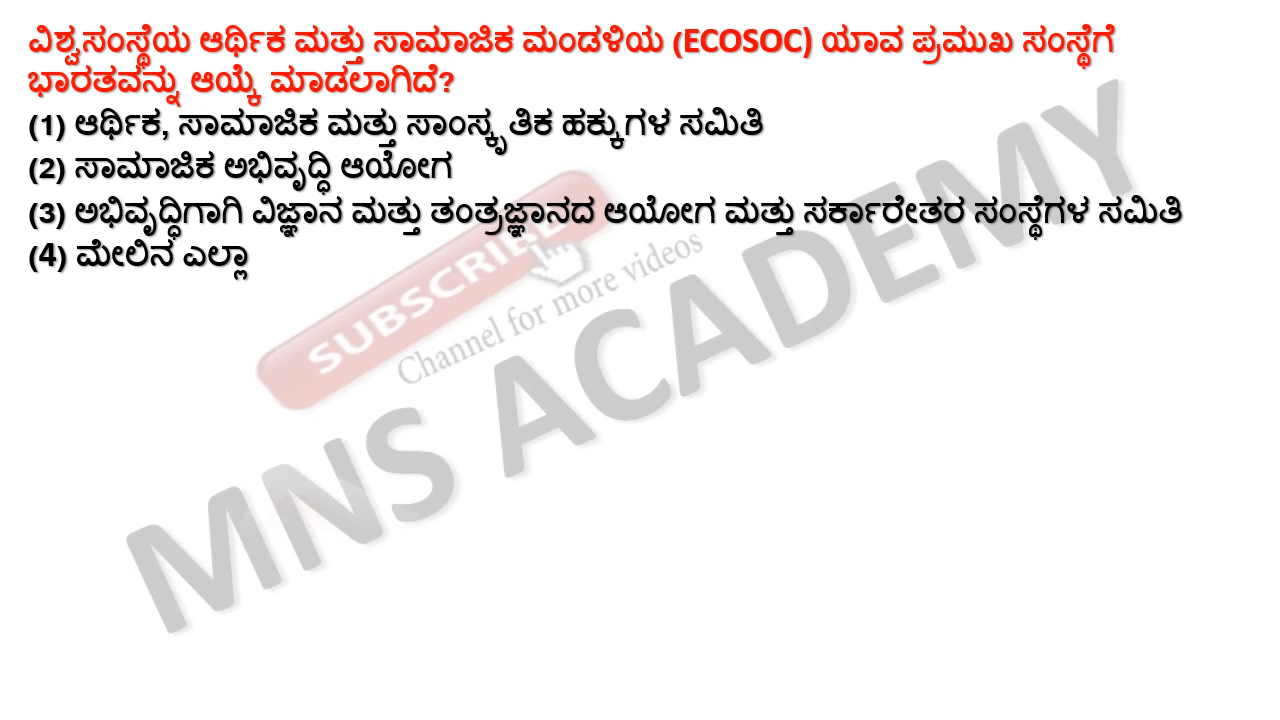 ವಿಶ್ವಸಂಸ್ಥೆಯ ಆರ್ಥಿಕ ಮತ್ತು ಸಾಮಾಜಿಕ ಮಂಡಳಿಯ (ECOSOC) ಯಾವ ಪ್ರಮುಖ ಸಂಸ್ಥೆಗೆ
ಭಾರತವನ್ನು ಆಯ್ಕೆ ಮಾಡಲಾಗಿದೆ?
(1) ಆರ್ಥಿಕ, ಸಾಮಾಜಿಕ ಮತ್ತು ಸಾಂಸ್ಕೃತಿಕ ಹಕ್ಕುಗಳ ಸಮಿತಿ
(2) ಸಾಮಾಜಿಕ ಅಭಿವೃದ್ಧಿ ಆಯೋಗ
(3) ಅಭಿವೃದ್ಧಿಗಾಗಿ ವಿಜ್ಞಾನ ಮತ್ತು ತಂತ್ರಜ್ಞಾನದ ಆಯೋಗ ಮತ್ತು ಸರ್ಕಾರೇತರ ಸಂಸ್ಥೆಗಳ ಸಮಿತಿ
(4) ಮೇಲಿನ ಎಲ್ಲಾ
SUBSCRIBE
Channel for more videos
MNS ACADEMY